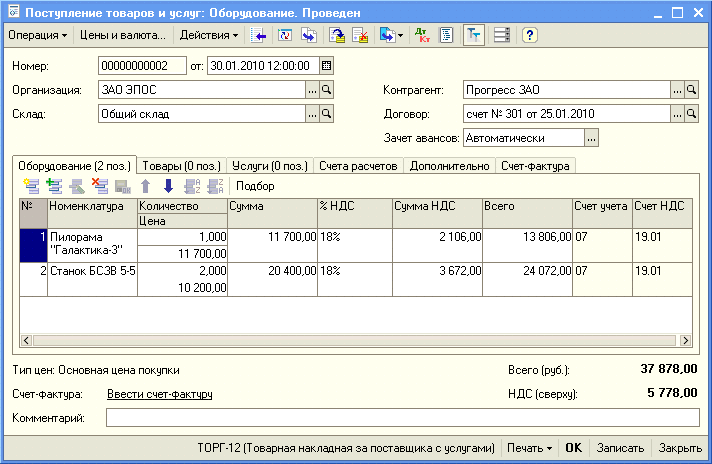 Поступление товаров и услуг: Оборудование. Проведен
Операция Цены и валюта... Действия Дт Кт Тт ?
Номер: 00000000002 от: 30.01.2010 12:00:00
Организация: ЗАО ЭПОС ... Контрагент: Прогресс ЗАО ...
Склад: Общий склад ... Договор: счет № 301 от 25.01.2010 ...
Зачет авансов: Автоматически ...
Оборудование (2 поз.) Товары (0 поз.) Услуги (0 поз.) Счета расчетов Дополнительно Счет-фактура
Подбор
№ Номенклатура Количество Сумма % НДС Сумма НДС Всего Счет учета Счет НДС
Цена
1 Пилорама 1,000 11 700,00 18% 2 106,00 13 806,00 07 19.01
"Галактика-3" 11 700,00
2 Станок БСЗВ 5-5 2,000 20 400,00 18% 3 672,00 24 072,00 07 19.01
10 200,00
Тип цен: Основная цена покупки Всего (руб.): 37 878,00
Счет-фактура: Ввести счет-фактуру НДС (сверху): 5 778,00
Комментарий:
ТОРГ-12 (Товарная накладная за поставщика с услугами) Печать OK Записать Закрыть